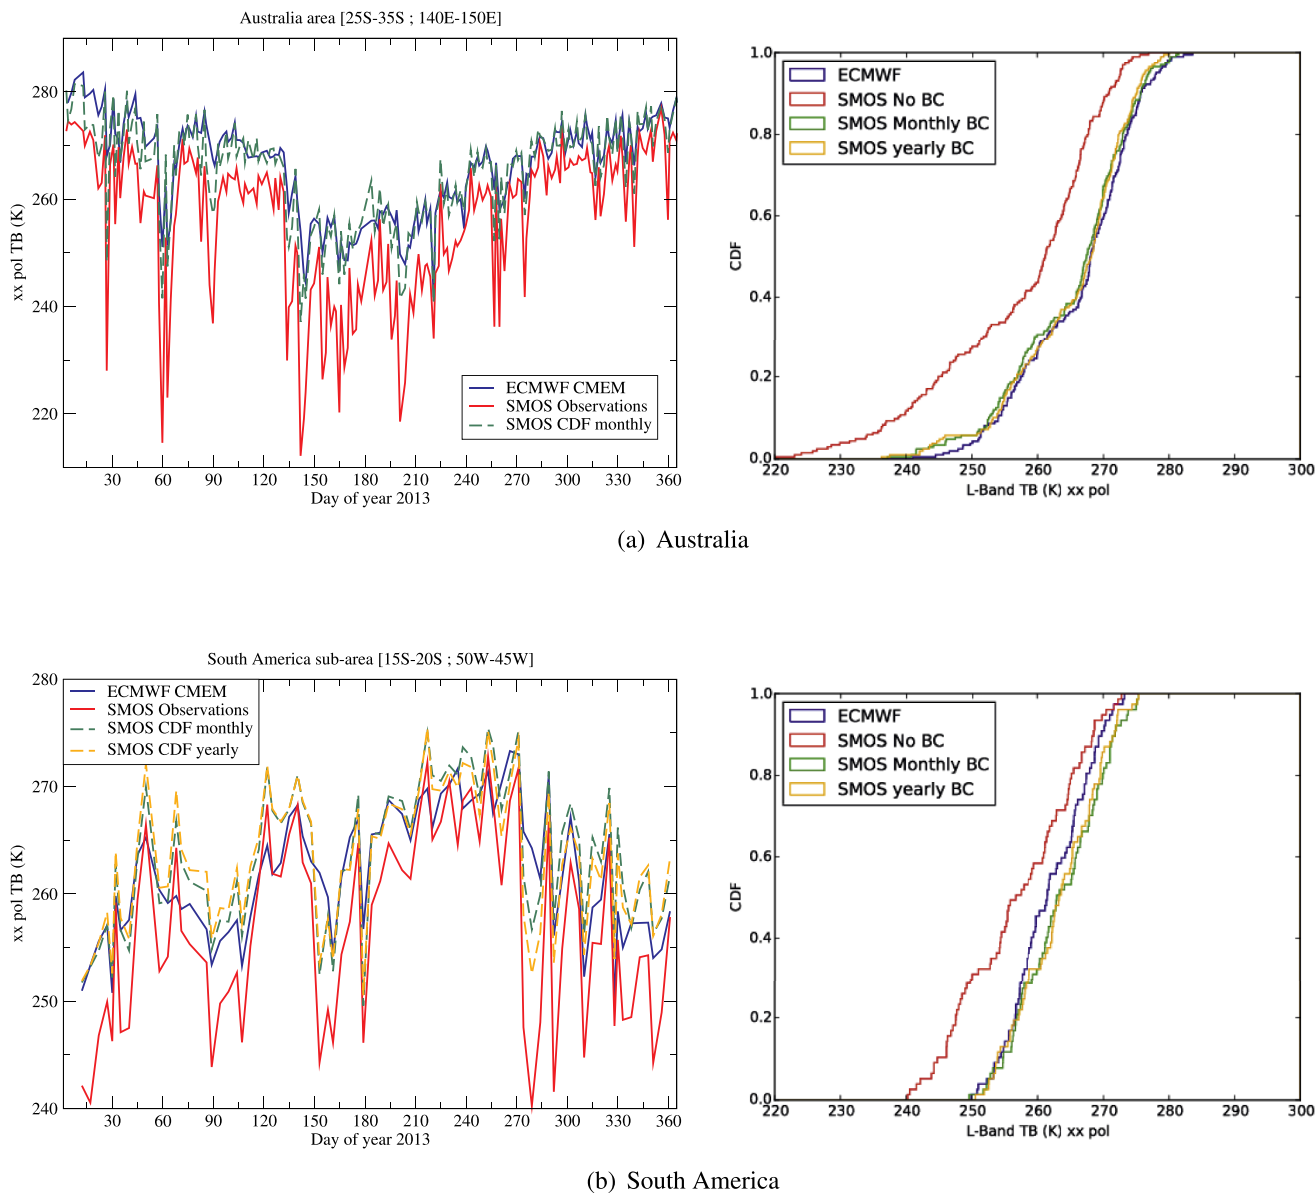 Australia area [25S-35S ; 140E-150E]
280
260
240
220
xx pol TB (K)
ECMWF CMEM
SMOS Observations
SMOS CDF monthly
30 60 90 120 150 180 210 240 270 300 330 360
Day of year 2013
1.0
0.8
0.6
0.4
0.2
0.0
CDF
ECMWF
SMOS No BC
SMOS Monthly BC
SMOS yearly BC
220 230 240 250 260 270 280 290 300
L-Band TB (K) xx pol
(a) Australia
South America sub-area [15S-20S ; 50W-45W]
280
270
260
250
240
xx pol TB (K)
ECMWF CMEM
SMOS Observations
SMOS CDF monthly
SMOS CDF yearly
30 60 90 120 150 180 210 240 270 300 330 360
Day of year 2013
1.0
0.8
0.6
0.4
0.2
0.0
CDF
ECMWF
SMOS No BC
SMOS Monthly BC
SMOS yearly BC
220 230 240 250 260 270 280 290 300
L-Band TB (K) xx pol
(b) South America